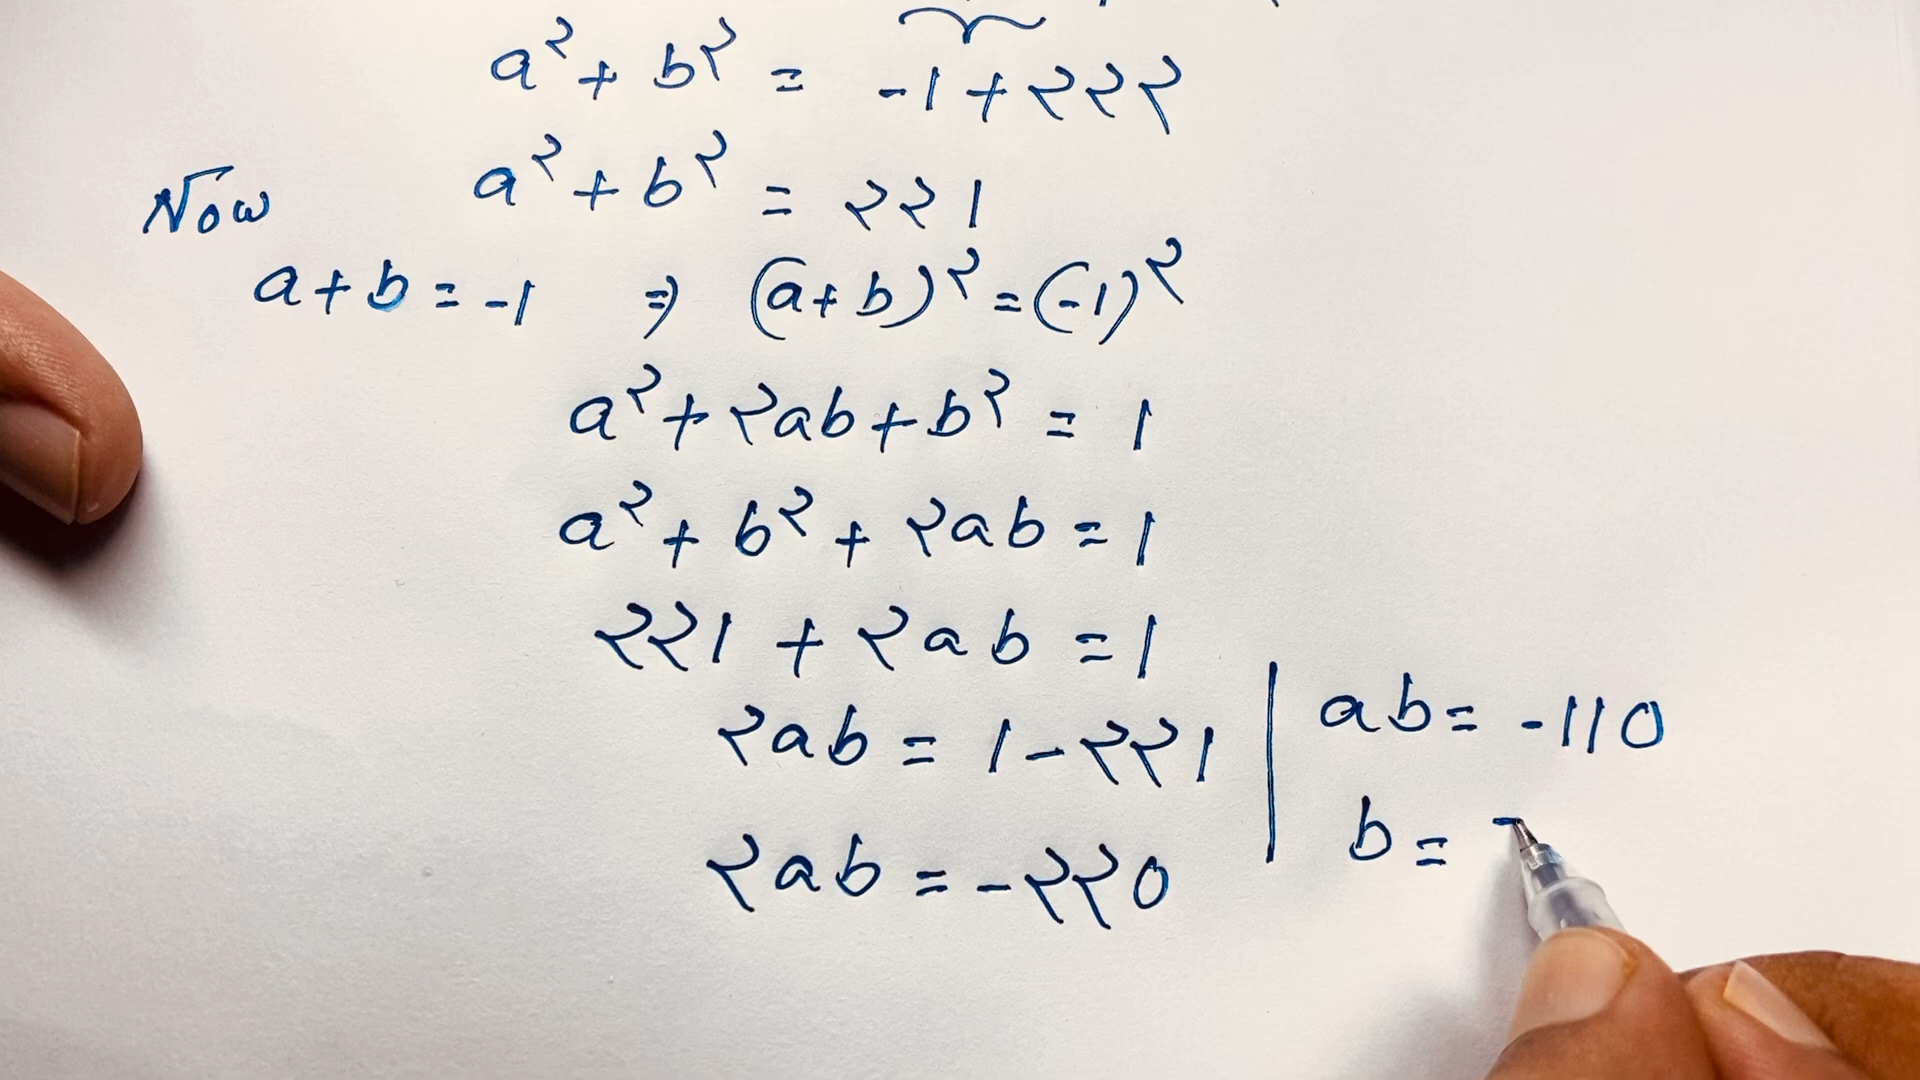 a² + b² = -1 + 222
a² + b² = 221
Now
a + b = -1 ⇒ (a + b)² = (-1)²
a² + 2ab + b² = 1
a² + b² + 2ab = 1
221 + 2ab = 1
2ab = 1 - 221
2ab = -220
ab = -110
b = -